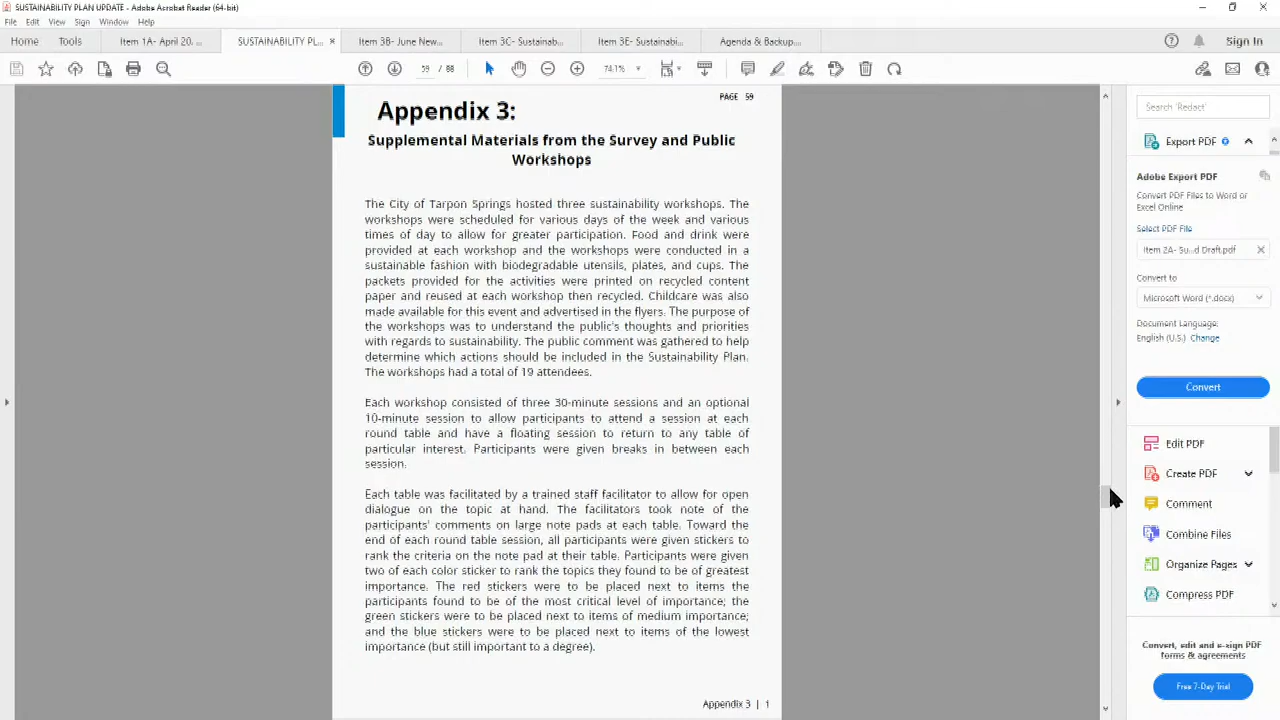 SUSTAINABILITY PLAN UPDATE - Adobe Acrobat Reader (64-bit)
File Edit View Sign Window Help
Home Tools Item 1A- April 20, ... SUSTAINABILITY PL... × Item 3B- June New... Item 3C- Sustainab... Item 3E- Sustainabi... Agenda & Backup... Sign In
59 / 88 74.1%
PAGE 59
Appendix 3:
Supplemental Materials from the Survey and Public
Workshops
The City of Tarpon Springs hosted three sustainability workshops. The
workshops were scheduled for various days of the week and various
times of day to allow for greater participation. Food and drink were
provided at each workshop and the workshops were conducted in a
sustainable fashion with biodegradable utensils, plates, and cups. The
packets provided for the activities were printed on recycled content
paper and reused at each workshop then recycled. Childcare was also
made available for this event and advertised in the flyers. The purpose of
the workshops was to understand the public's thoughts and priorities
with regards to sustainability. The public comment was gathered to help
determine which actions should be included in the Sustainability Plan.
The workshops had a total of 19 attendees.
Each workshop consisted of three 30-minute sessions and an optional
10-minute session to allow participants to attend a session at each
round table and have a floating session to return to any table of
particular interest. Participants were given breaks in between each
session.
Each table was facilitated by a trained staff facilitator to allow for open
dialogue on the topic at hand. The facilitators took note of the
participants' comments on large note pads at each table. Toward the
end of each round table session, all participants were given stickers to
rank the criteria on the note pad at their table. Participants were given
two of each color sticker to rank the topics they found to be of greatest
importance. The red stickers were to be placed next to items the
participants found to be of the most critical level of importance; the
green stickers were to be placed next to items of medium importance;
and the blue stickers were to be placed next to items of the lowest
importance (but still important to a degree).
Appendix 3 | 1
Search 'Redact'
Export PDF
Adobe Export PDF
Convert PDF Files to Word or
Excel Online
Select PDF File
Item 2A- Su...d Draft.pdf
Convert to
Microsoft Word (*.docx)
Document Language:
English (U.S.) Change
Convert
Edit PDF
Create PDF
Comment
Combine Files
Organize Pages
Compress PDF
Convert, edit and e-sign PDF
forms & agreements
Free 7-Day Trial